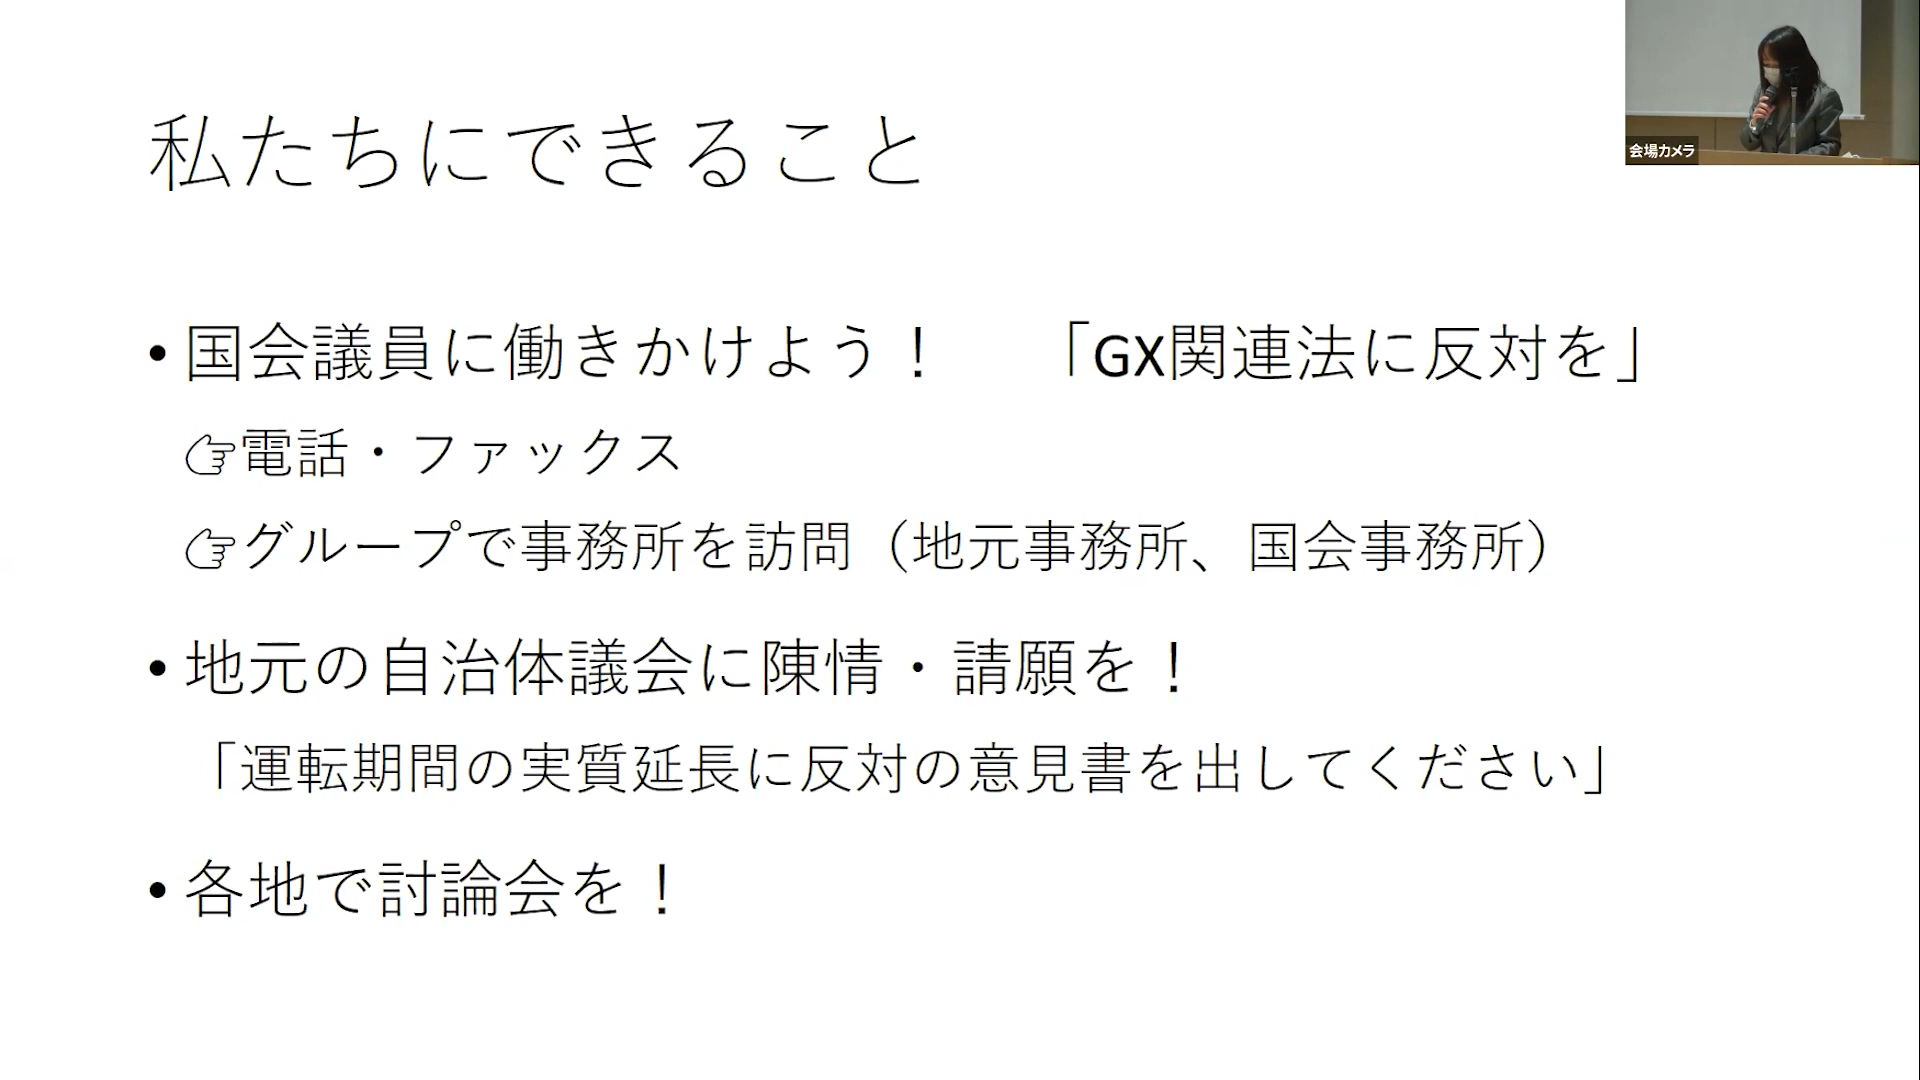 会場カメラ
私たちにできること
• 国会議員に働きかけよう！　「GX関連法に反対を」
👉電話・ファックス
👉グループで事務所を訪問（地元事務所、国会事務所）
• 地元の自治体議会に陳情・請願を！
「運転期間の実質延長に反対の意見書を出してください」
• 各地で討論会を！